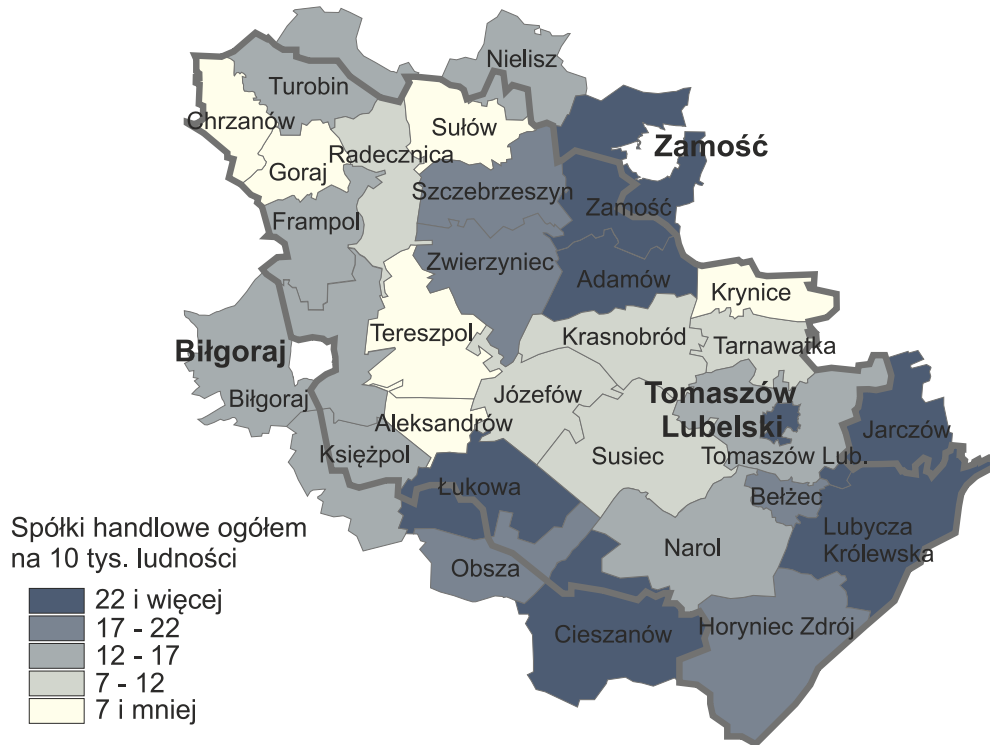 Nielisz
Turobin
Chrzanów
Sułów
Radecznica
Zamość
Goraj
Szczebrzeszyn
Zamość
Frampol
Zwierzyniec
Adamów
Krynice
Tereszpol
Krasnobród
Tarnawatka
Biłgoraj
Józefów
Tomaszów
Lubelski
Biłgoraj
Aleksandrów
Jarczów
Księżpol
Susiec
Tomaszów Lub.
Łukowa
Bełżec
Spółki handlowe ogółem
na 10 tys. ludności
Lubycza
Królewska
Narol
Obsza
Cieszanów
Horyniec Zdrój
22 i więcej
17 - 22
12 - 17
7 - 12
7 i mniej